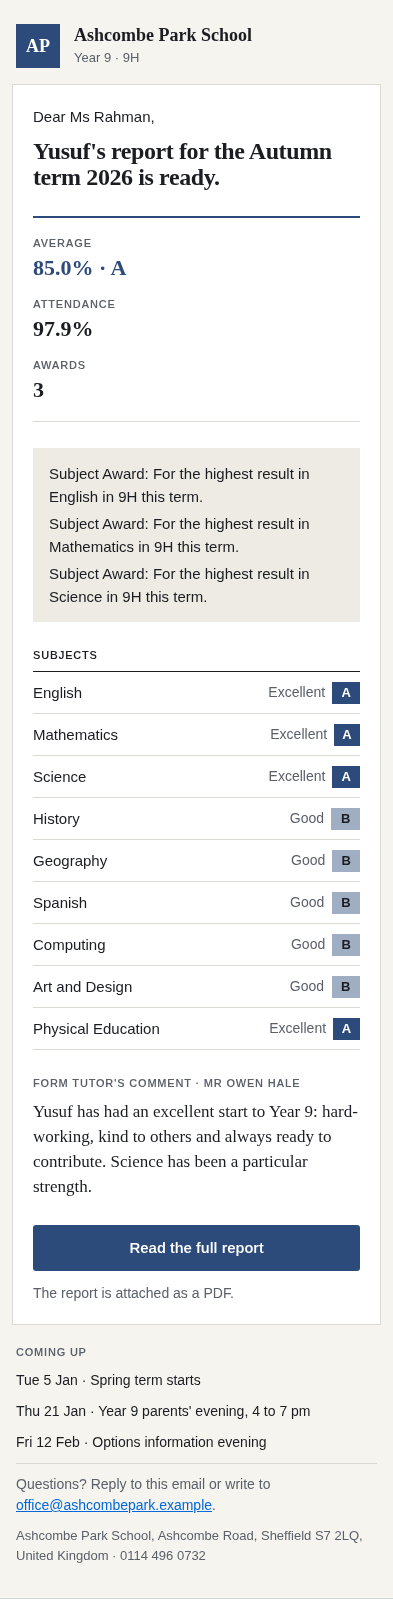 AP
Ashcombe Park School
Year 9 · 9H
Dear Ms Rahman,
Yusuf's report for the Autumn
term 2026 is ready.
AVERAGE
85.0% · A
ATTENDANCE
97.9%
AWARDS
3
Subject Award: For the highest result in
English in 9H this term.
Subject Award: For the highest result in
Mathematics in 9H this term.
Subject Award: For the highest result in
Science in 9H this term.
SUBJECTS
English Excellent A
Mathematics Excellent A
Science Excellent A
History Good B
Geography Good B
Spanish Good B
Computing Good B
Art and Design Good B
Physical Education Excellent A
FORM TUTOR'S COMMENT · MR OWEN HALE
Yusuf has had an excellent start to Year 9: hard-
working, kind to others and always ready to
contribute. Science has been a particular
strength.
Read the full report
The report is attached as a PDF.
COMING UP
Tue 5 Jan · Spring term starts
Thu 21 Jan · Year 9 parents' evening, 4 to 7 pm
Fri 12 Feb · Options information evening
Questions? Reply to this email or write to
office@ashcombepark.example.
Ashcombe Park School, Ashcombe Road, Sheffield S7 2LQ,
United Kingdom · 0114 496 0732